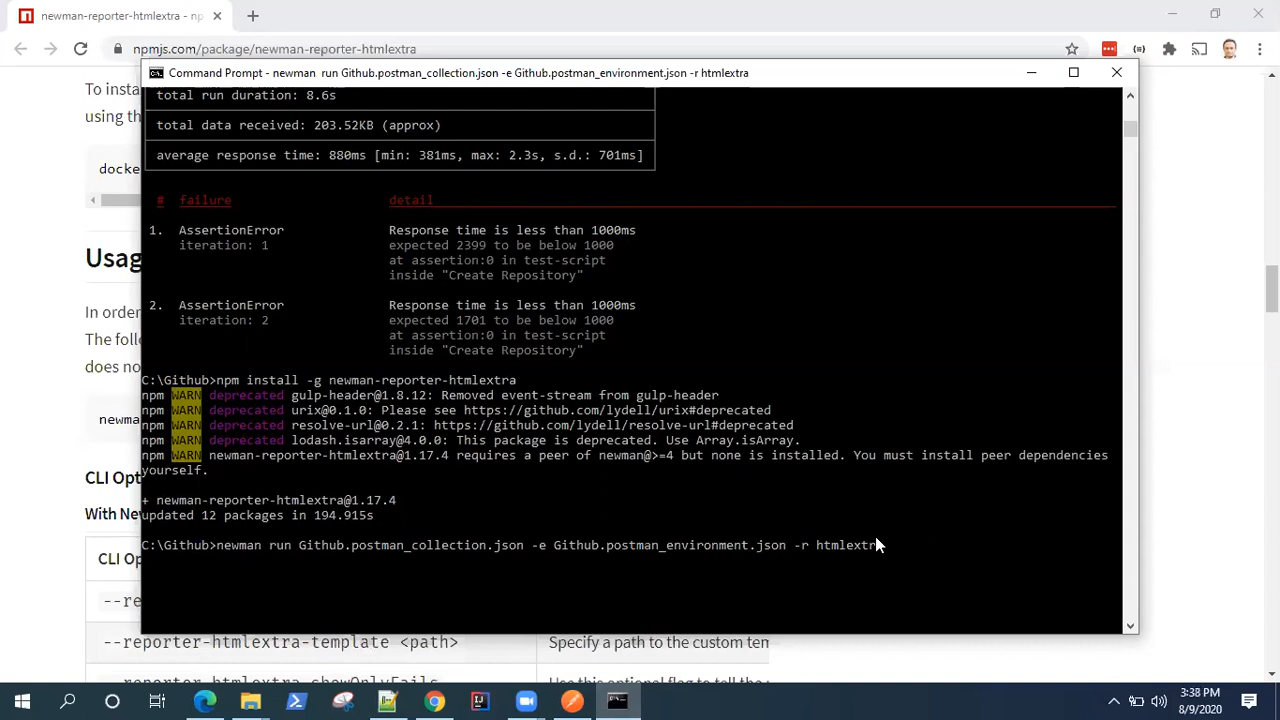 newman-reporter-htmlextra - np
npmjs.com/package/newman-reporter-htmlextra
Command Prompt - newman run Github.postman_collection.json -e Github.postman_environment.json -r htmlextra
To insta
using th
docke
Usag
In order
The follo
does no
newma
CLI O
With Ne
CLI O
total run duration: 8.6s
total data received: 203.52KB (approx)
average response time: 880ms [min: 381ms, max: 2.3s, s.d.: 701ms]
# failure detail
1. AssertionError Response time is less than 1000ms
iteration: 1 expected 2399 to be below 1000
at assertion:0 in test-script
inside "Create Repository"
2. AssertionError Response time is less than 1000ms
iteration: 2 expected 1701 to be below 1000
at assertion:0 in test-script
inside "Create Repository"
C:\Github>npm install -g newman-reporter-htmlextra
npm WARN deprecated gulp-header@1.8.12: Removed event-stream from gulp-header
npm WARN deprecated urix@0.1.0: Please see https://github.com/lydell/urix#deprecated
npm WARN deprecated resolve-url@0.2.1: https://github.com/lydell/resolve-url#deprecated
npm WARN deprecated lodash.isarray@4.0.0: This package is deprecated. Use Array.isArray.
npm WARN newman-reporter-htmlextra@1.17.4 requires a peer of newman@>=4 but none is installed. You must install peer dependencies
yourself.
+ newman-reporter-htmlextra@1.17.4
updated 12 packages in 194.915s
C:\Github>newman run Github.postman_collection.json -e Github.postman_environment.json -r htmlextr
--re
--reporter-htmlextra-template <path> Specify a path to the custom tem
3:38 PM
8/9/2020